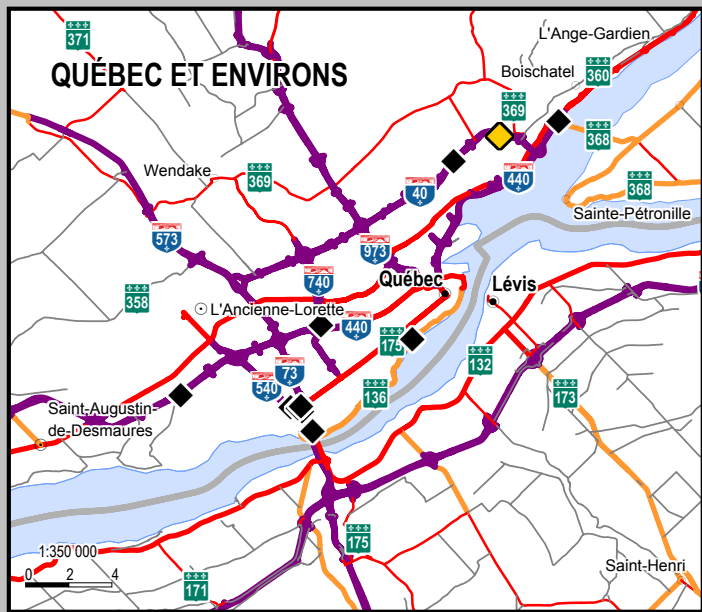 371
L'Ange-Gardien
QUÉBEC ET ENVIRONS
Boischatel
360
369
368
Wendake
369
40
440
368
573
Sainte-Pétronille
973
740
Québec
Lévis
358
L'Ancienne-Lorette
440
175
73
132
540
136
173
Saint-Augustin-
de-Desmaures
1:350 000
0 2 4
175
171
Saint-Henri